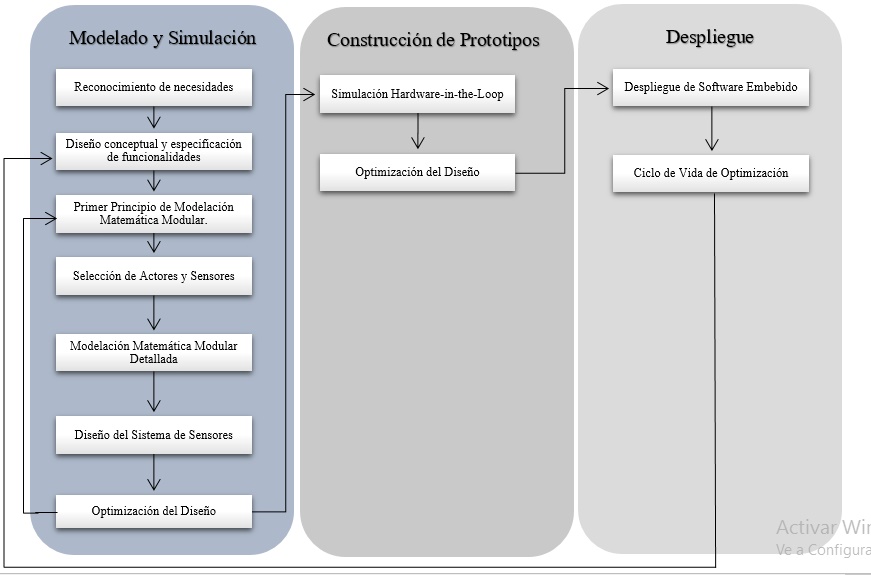 Modelado y Simulación
Reconocimiento de necesidades
Diseño conceptual y especificación
de funcionalidades
Primer Principio de Modelación
Matemática Modular.
Selección de Actores y Sensores
Modelación Matemática Modular
Detallada
Diseño del Sistema de Sensores
Optimización del Diseño
Construcción de Prototipos
Simulación Hardware-in-the-Loop
Optimización del Diseño
Despliegue
Despliegue de Software Embebido
Ciclo de Vida de Optimización
Activar Win
Ve a Configura